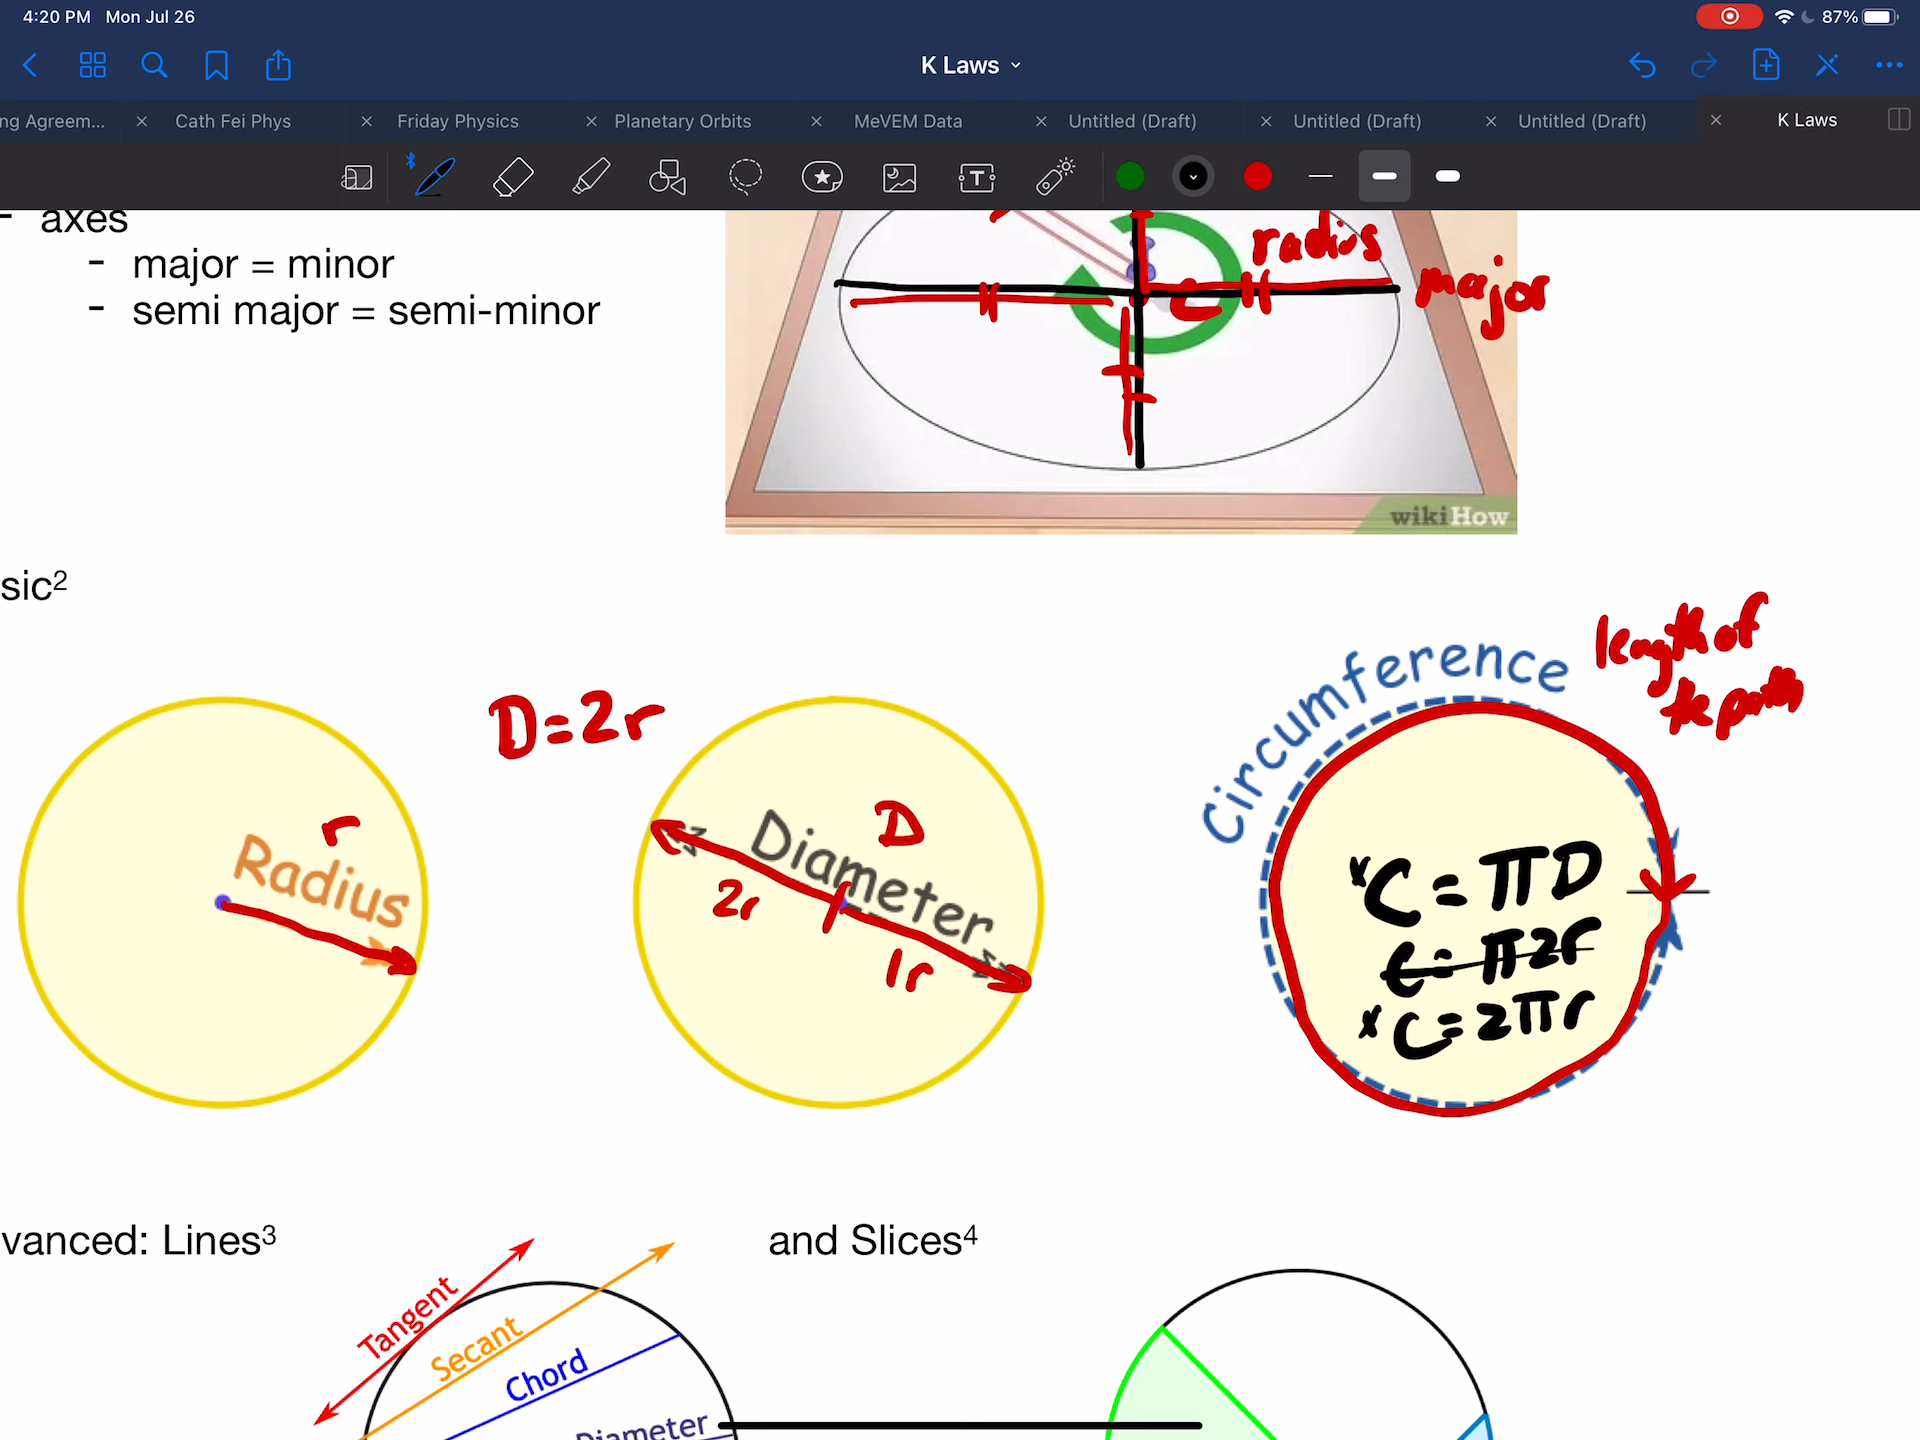 4:20 PM Mon Jul 26
87%
K Laws
ng Agreem... Cath Fei Phys Friday Physics Planetary Orbits MeVEM Data Untitled (Draft) Untitled (Draft) Untitled (Draft) K Laws
- axes
- major = minor
- semi major = semi-minor
radius
major
wikiHow
sic²
length of
the path
Circumference
D=2r
r
Radius
D
Diameter
2r
1r
C = πD
C = π2r
C = 2πr
vanced: Lines³ and Slices⁴
Tangent
Secant
Chord
Diameter